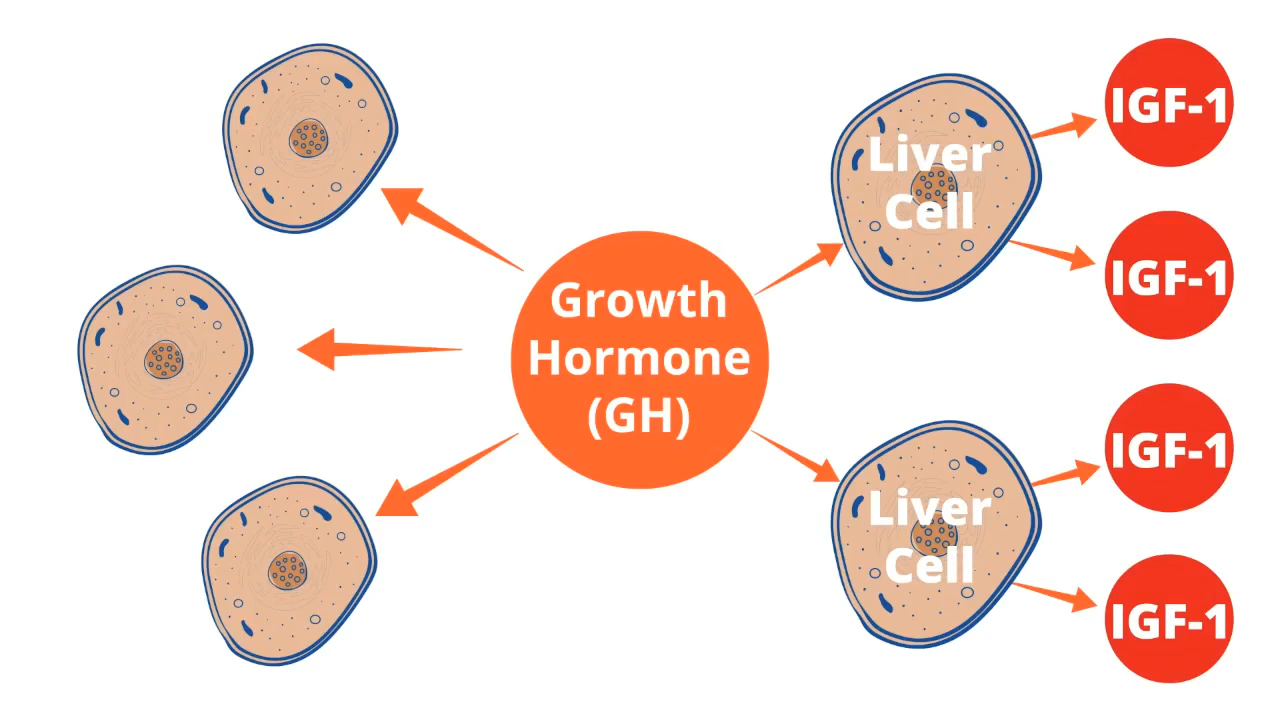 Growth
Hormone
(GH)
Liver
Cell
IGF-1
IGF-1
Liver
Cell
IGF-1
IGF-1